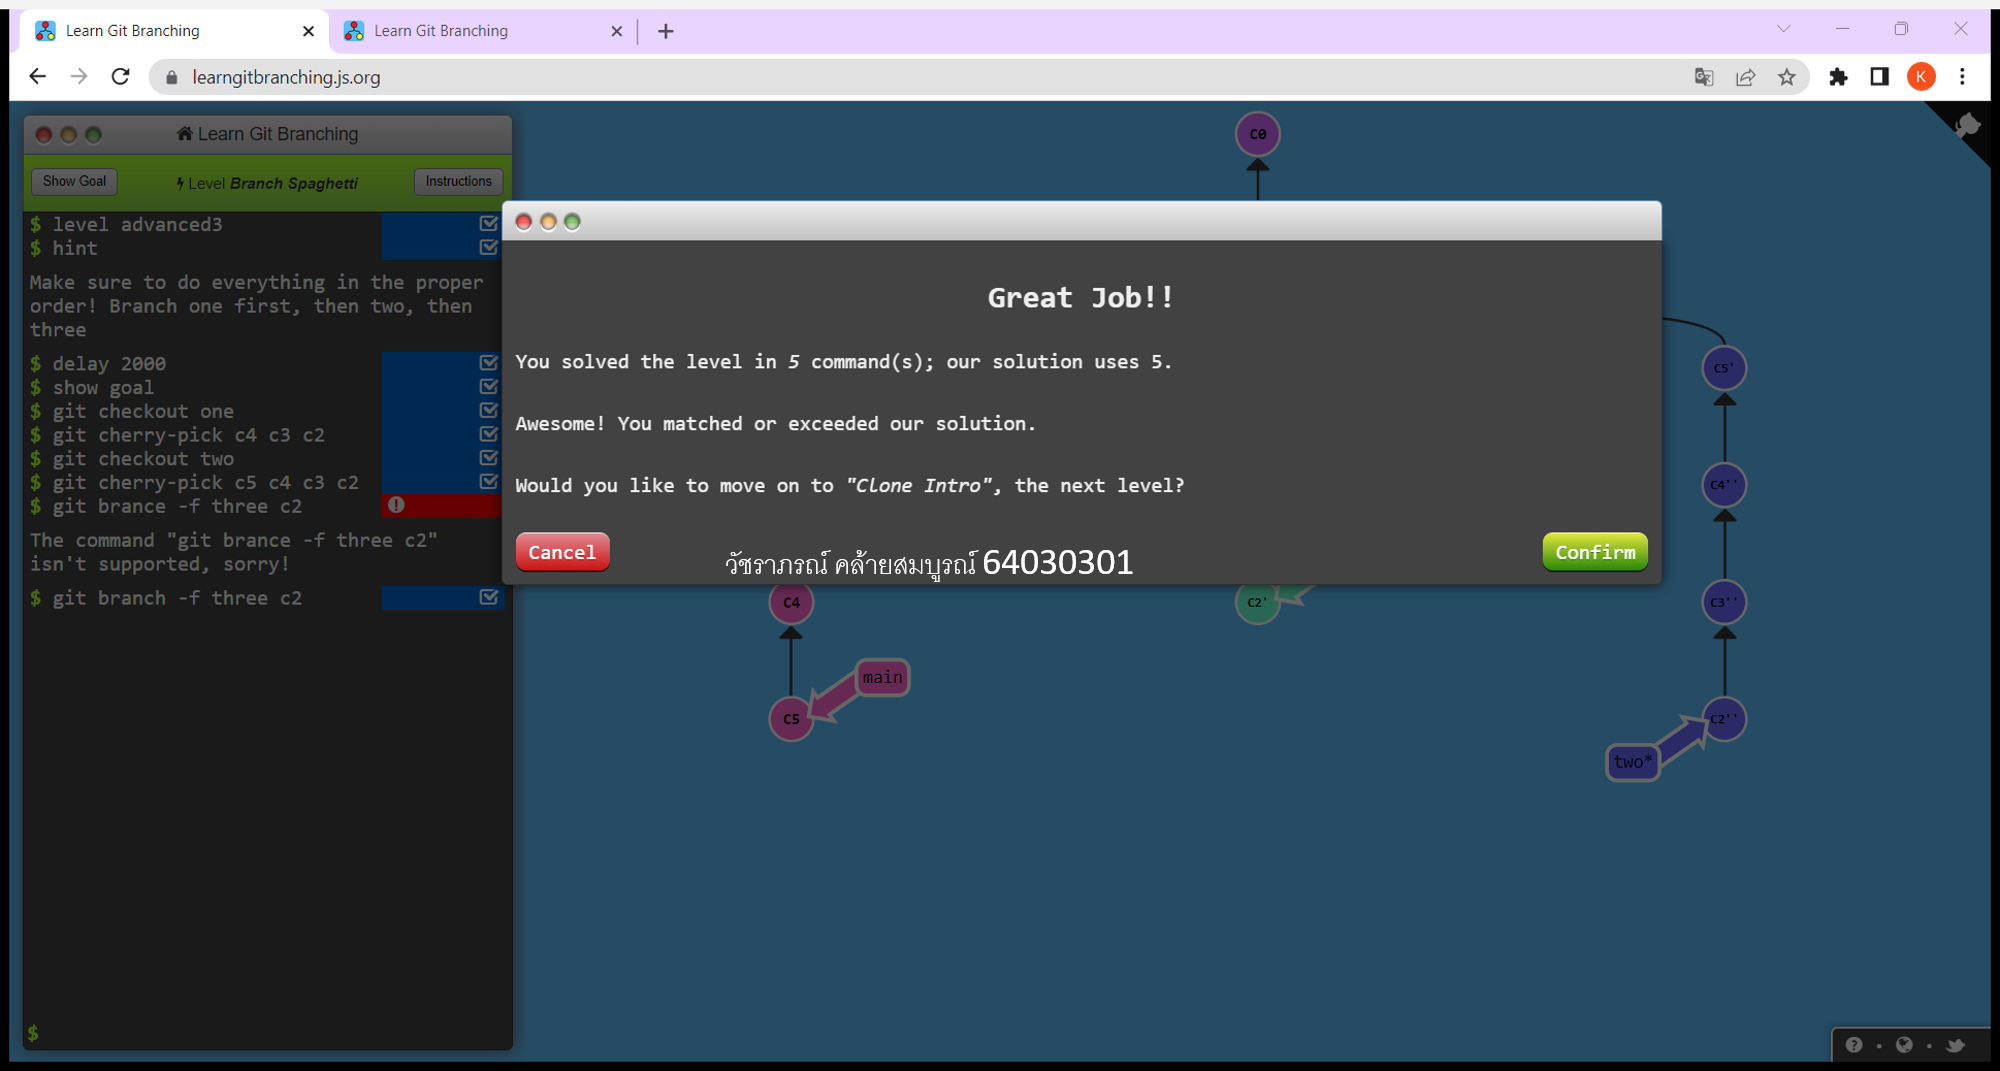 Learn Git Branching
Learn Git Branching
learngitbranching.js.org
K
Learn Git Branching
Show Goal
Level Branch Spaghetti
Instructions
$ level advanced3
$ hint
Make sure to do everything in the proper
order! Branch one first, then two, then
three
$ delay 2000
$ show goal
$ git checkout one
$ git cherry-pick c4 c3 c2
$ git checkout two
$ git cherry-pick c5 c4 c3 c2
$ git brance -f three c2
The command "git brance -f three c2"
isn't supported, sorry!
$ git branch -f three c2
$
C0
Great Job!!
You solved the level in 5 command(s); our solution uses 5.
Awesome! You matched or exceeded our solution.
Would you like to move on to "Clone Intro", the next level?
Cancel
วัชราภรณ์ คล้ายสมบูรณ์ 64030301
Confirm
C5'
C4''
C4
C2'
C3''
main
C5
C2''
two*